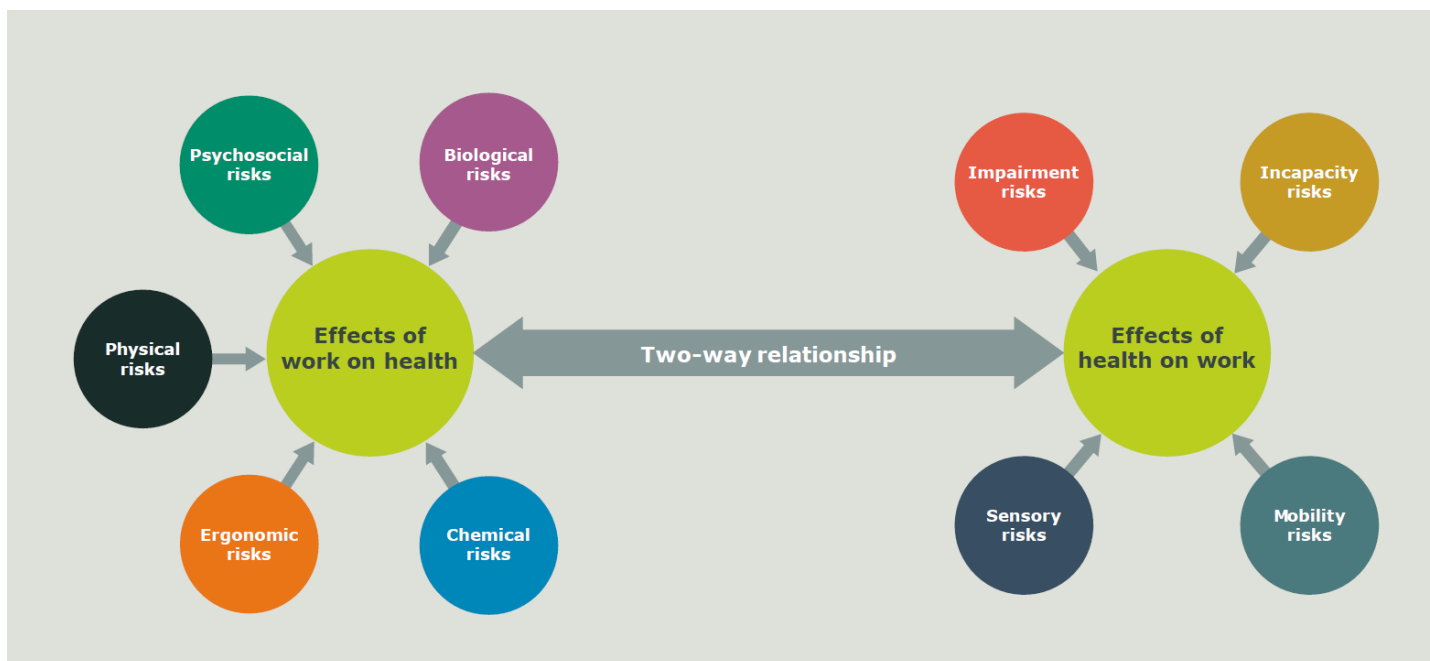 Psychosocial
risks
Biological
risks
Physical
risks
Effects of
work on health
Ergonomic
risks
Chemical
risks
Two-way relationship
Impairment
risks
Incapacity
risks
Effects of
health on work
Sensory
risks
Mobility
risks